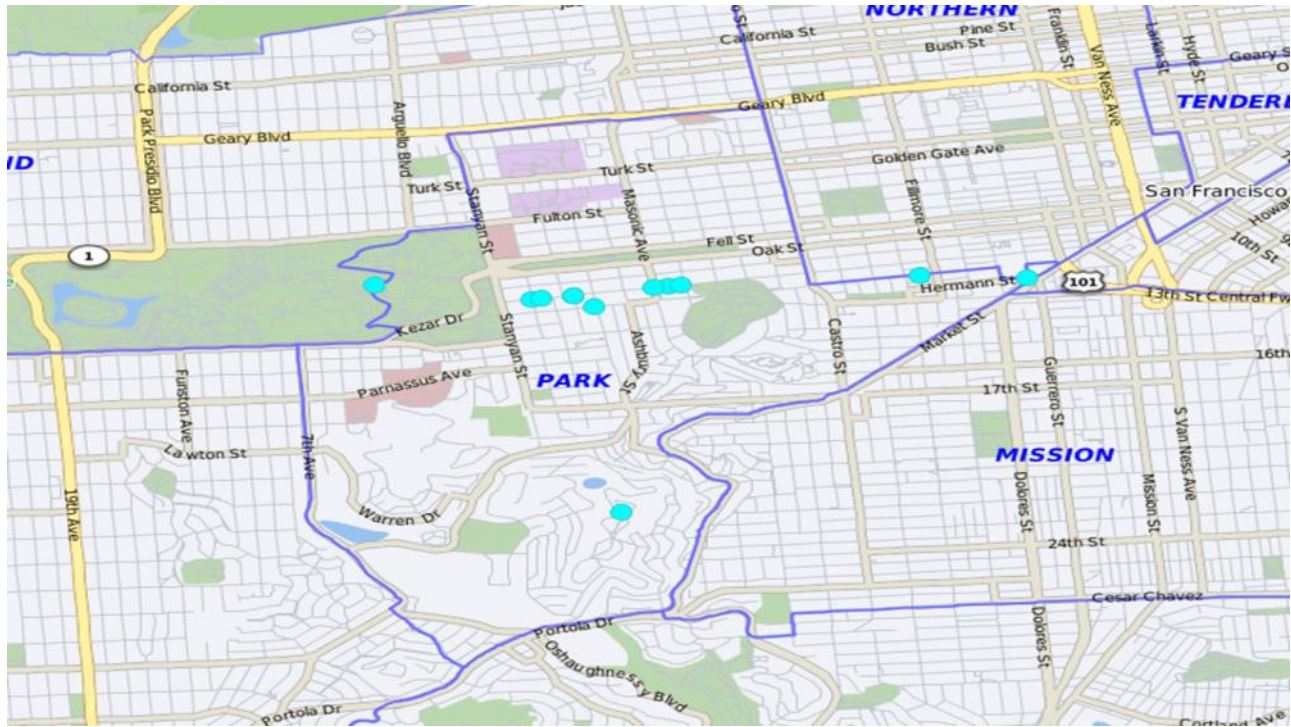 NORTHERN
California St
Pine St
Bush St
Franklin St
Van Ness Ave
Larkin St
Hyde St
Geary S
California St
Geary Blvd
TENDERL
Park Presidio Blvd
Arguello Blvd
Geary Blvd
Golden Gate Ave
ND
Turk St
Turk St
Stanyan St
Masonic Ave
Fillmore St
San Francisco
Fulton St
Fell St
Oak St
Howar
10th St
1
Hermann St
101
13th St Central Fw
Kezar Dr
Stanyan St
Ashbury St
Castro St
Market St
16th
Funston Ave
Parnassus Ave
PARK
17th St
Guerrero St
S Van Ness Ave
Lawton St
7th Ave
MISSION
19th Ave
Warren Dr
Dolores St
Mission St
24th St
Cesar Chavez
Portola Dr
Dolores St
Oshaughnessy Blvd
Portola Dr
Cortland Ave